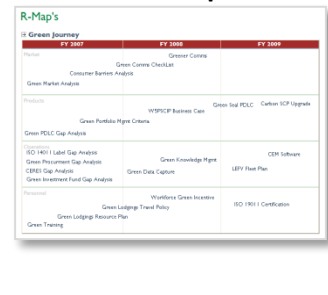 R-Map's
Green Journey
FY 2007 FY 2008 FY 2009
Market
Greener Comms
Green Comms CheckList
Consumer Barriers Analysis
Green Market Analysis
Products
Green Seal PDLC Carbon SCP Upgrade
WSPSCIP Business Case
Green Portfolio Mgmt Criteria
Green PDLC Gap Analysis
Operations
ISO 14011 Label Gap Analysis
CEM Software
Green Procurment Gap Analysis
Green Knowledge Mgmt
CERES Gap Analysis
Green Data Capture
LEFY Fleet Plan
Green Investment Fund Gap Analysis
Personnel
Workforce Green Incentive
Green Lodgings Travel Policy
ISO 19011 Certification
Green Lodgings Resource Plan
Green Training